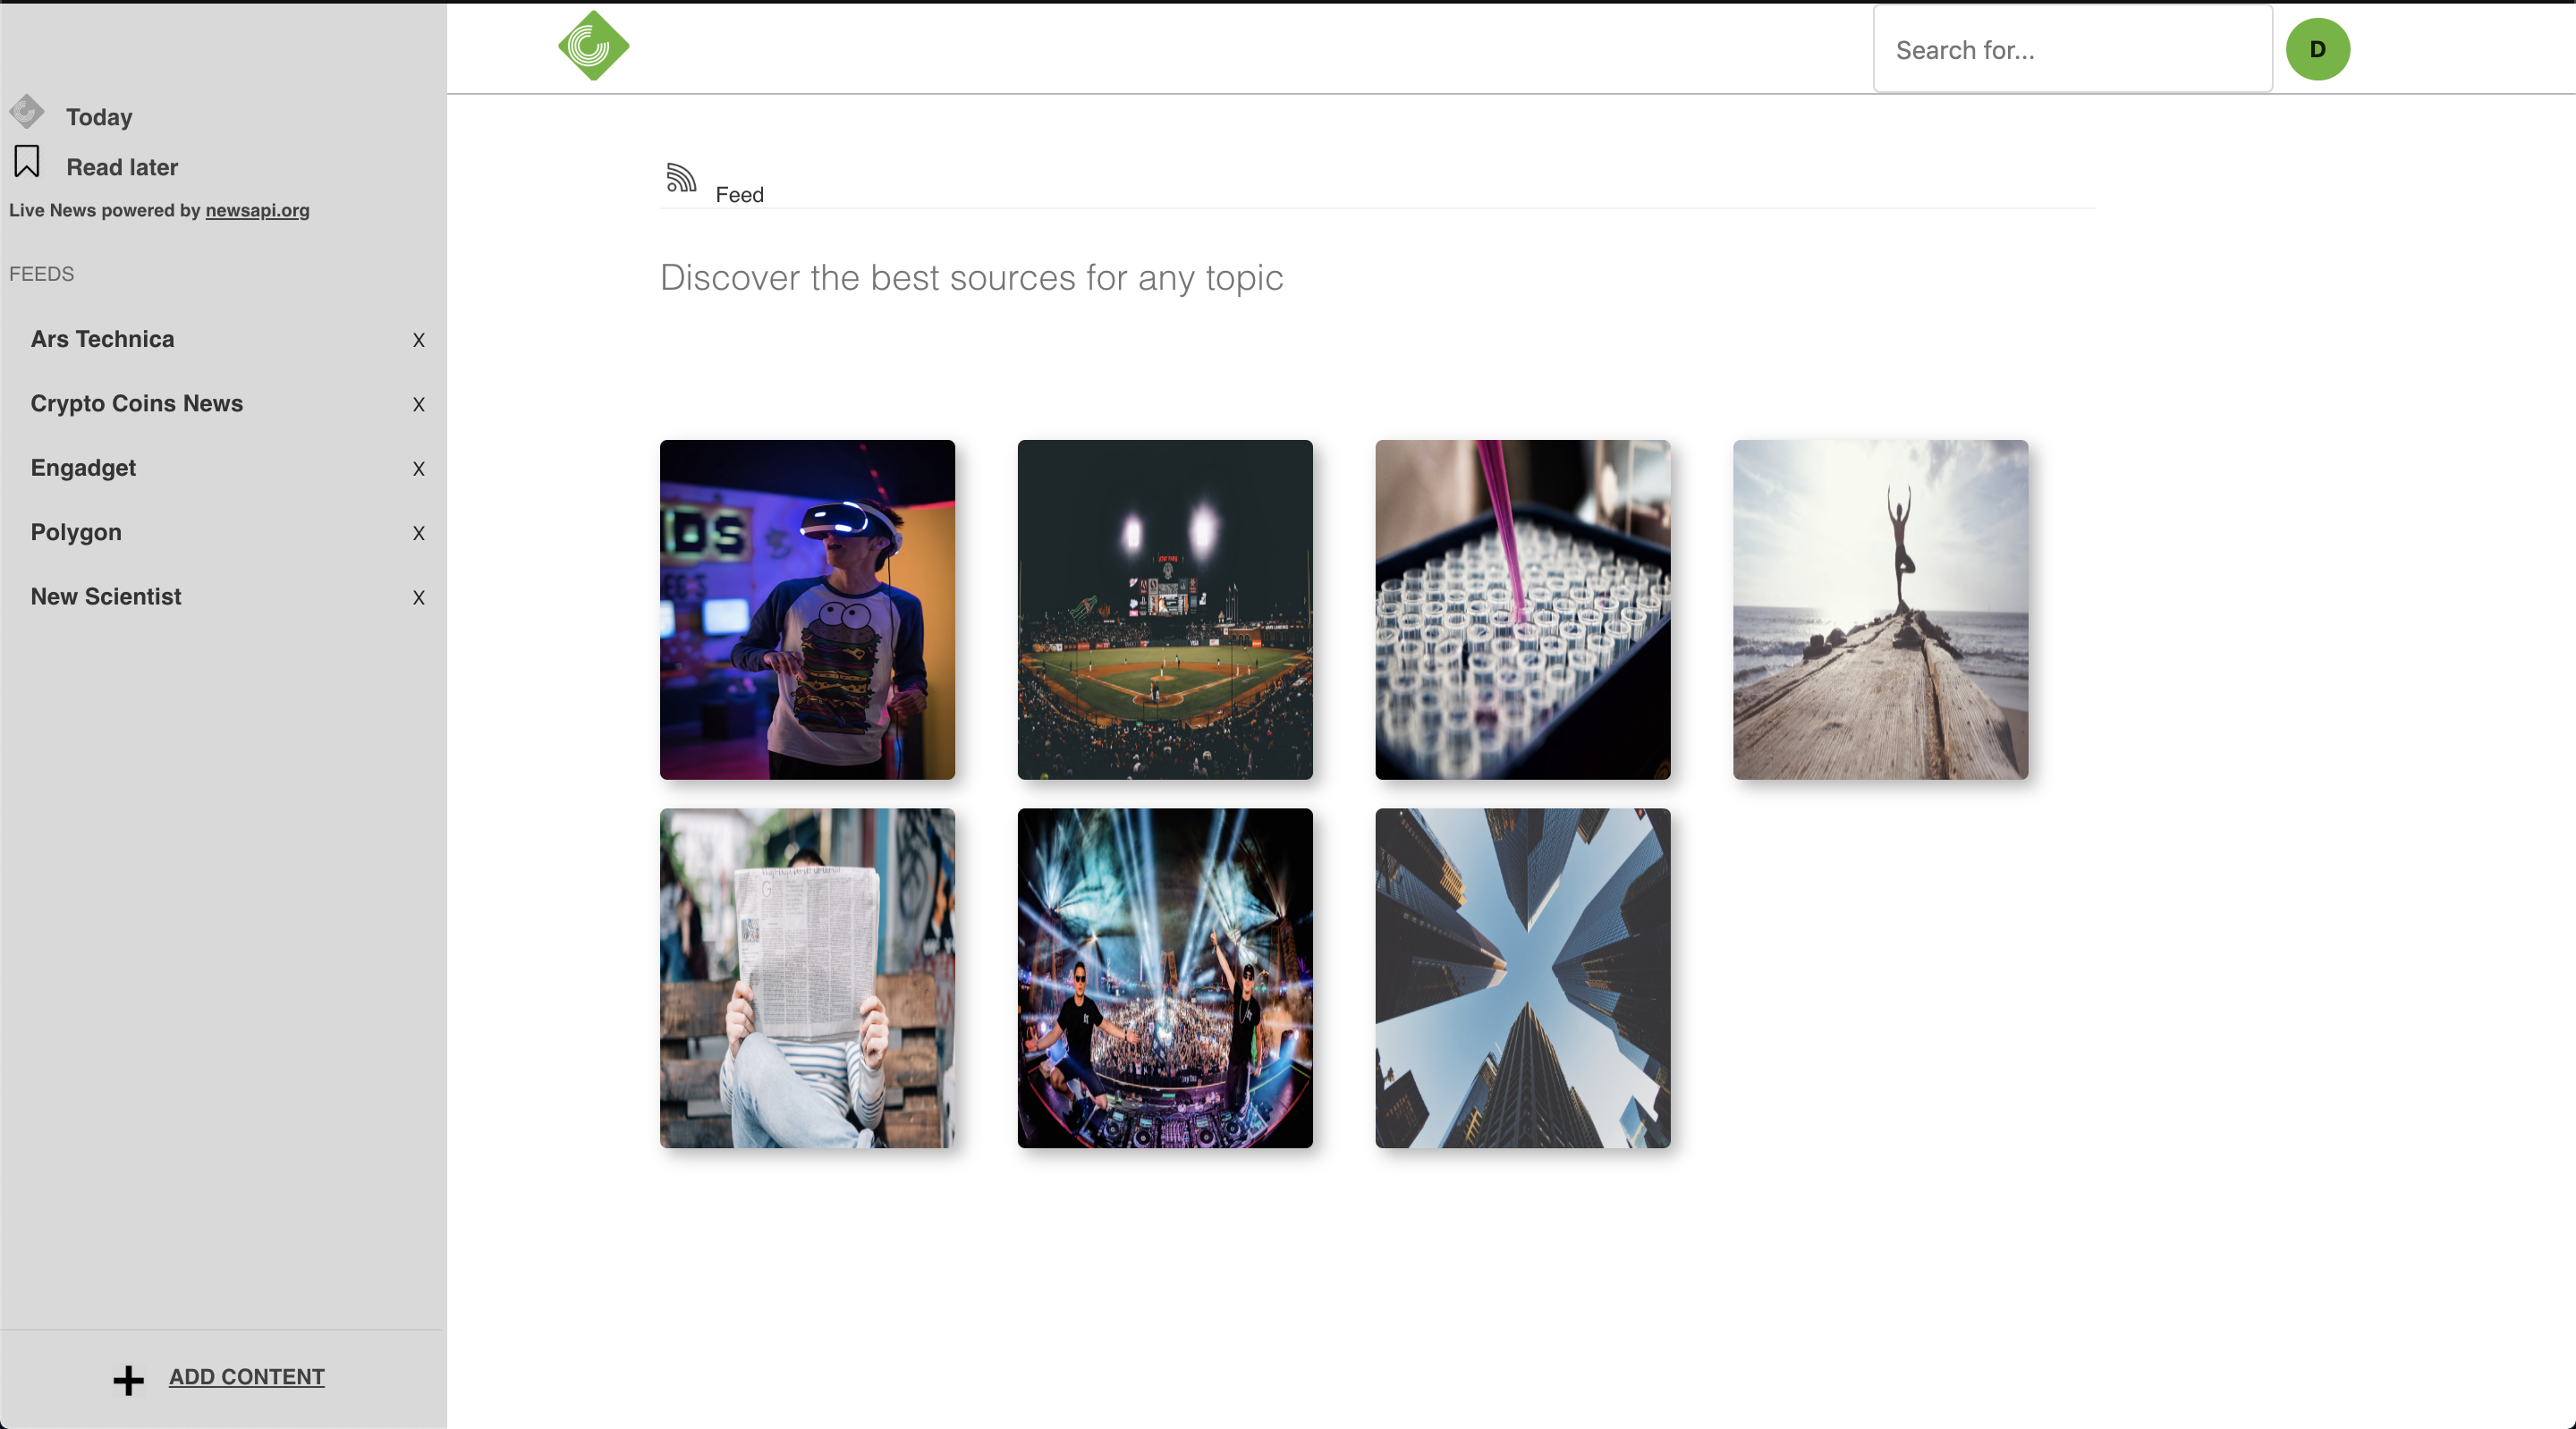 Search for...
D
Today
Read later
Live News powered by newsapi.org
FEEDS
Ars Technica X
Crypto Coins News X
Engadget X
Polygon X
New Scientist X
ADD CONTENT
Feed
Discover the best sources for any topic